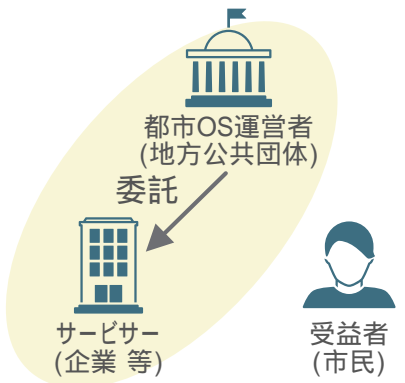 都市OS運営者
(地方公共団体)
委託
サービサー
(企業 等)
受益者
(市民)